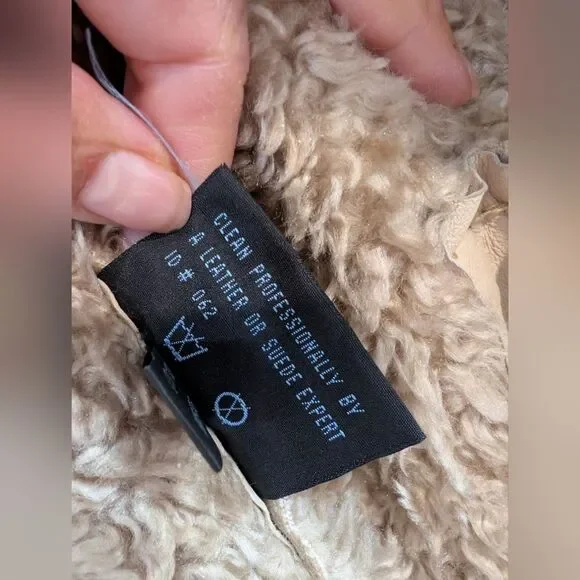 CLEAN PROFESSIONALLY BY
A LEATHER OR SUEDE EXPERT
ID # 062